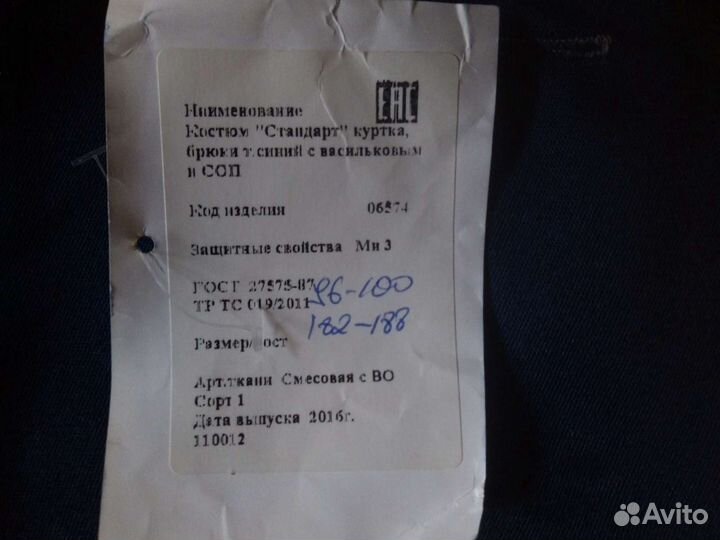 ЕАС
Наименование
Костюм "Стандарт" куртка,
брюки т.синий с васильковым
и СОП
Код изделия 06574
Защитные свойства Ми З
ГОСТ 27575-87 96-100
ТР ТС 019/2011
182-188
Размер/рост
Арт.ткани Смесовая с ВО
Сорт 1
Дата выпуска 2016г.
110012
Avito